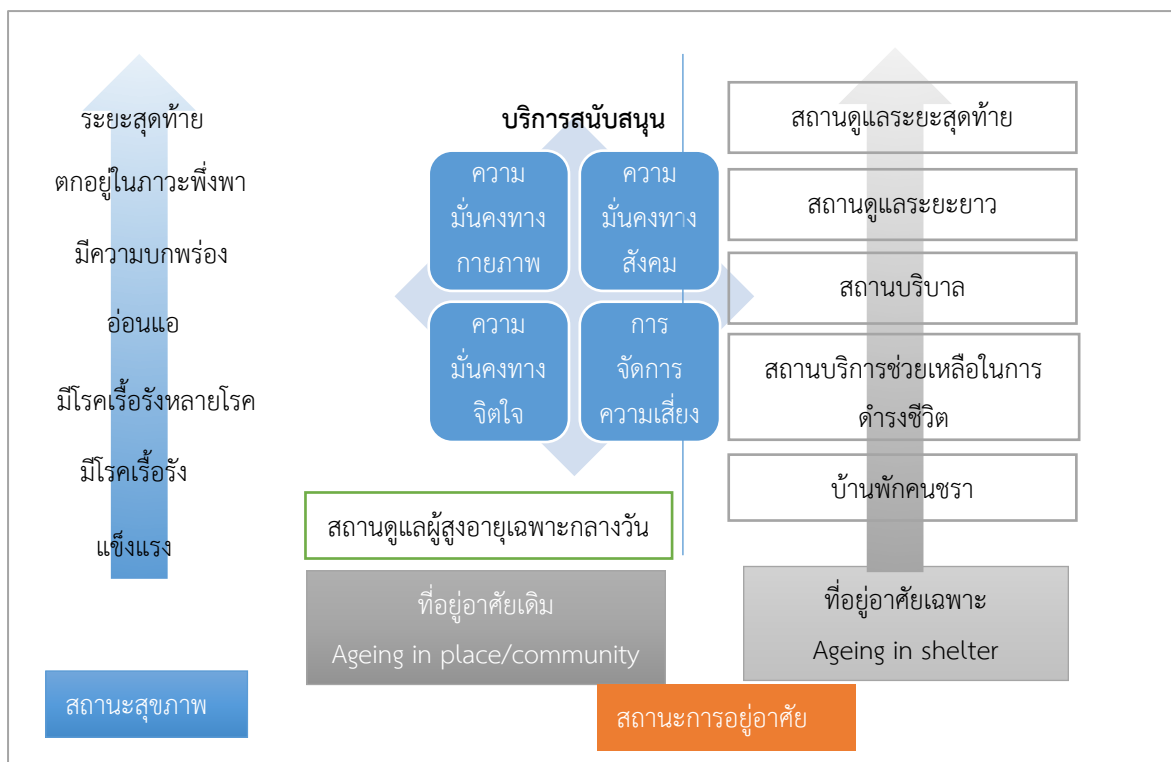 ระยะสุดท้าย
ตกอยู่ในภาวะพึ่งพา
มีความบกพร่อง
อ่อนแอ
มีโรคเรื้อรังหลายโรค
มีโรคเรื้อรัง
แข็งแรง
สถานะสุขภาพ
บริการสนับสนุน
ความ
มั่นคงทาง
กายภาพ
ความ
มั่นคงทาง
สังคม
ความ
มั่นคงทาง
จิตใจ
การ
จัดการ
ความเสี่ยง
สถานดูแลผู้สูงอายุเฉพาะกลางวัน
ที่อยู่อาศัยเดิม
Ageing in place/community
สถานดูแลระยะสุดท้าย
สถานดูแลระยะยาว
สถานบริบาล
สถานบริการช่วยเหลือในการ
ดำรงชีวิต
บ้านพักคนชรา
ที่อยู่อาศัยเฉพาะ
Ageing in shelter
สถานะการอยู่อาศัย